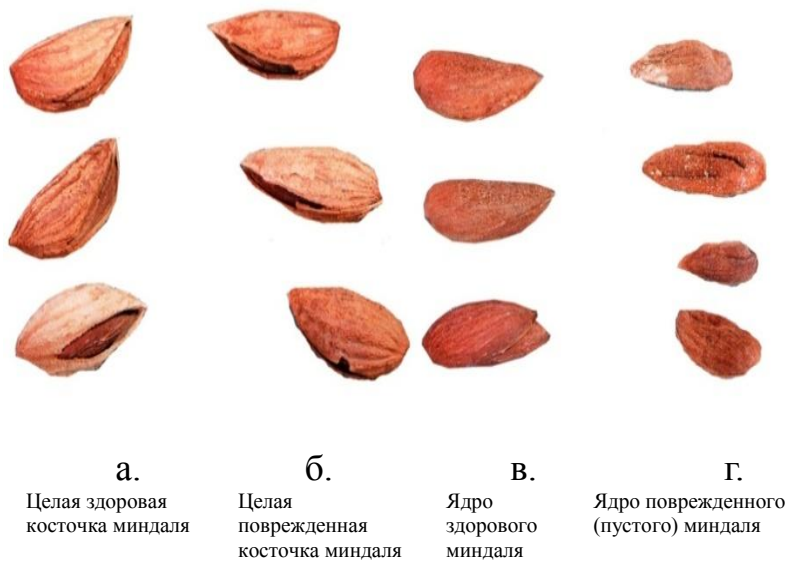 а.
Целая здоровая
косточка миндаля
б.
Целая
поврежденная
косточка миндаля
в.
Ядро
здорового
миндаля
г.
Ядро поврежденного
(пустого) миндаля